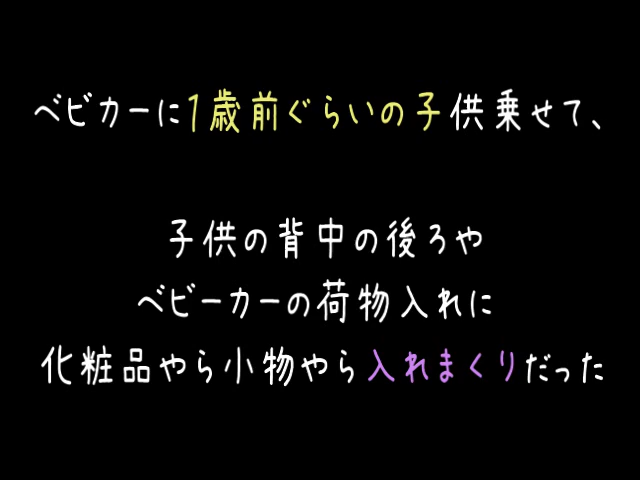 ベビカーに1歳前ぐらいの子供乗せて、
子供の背中の後ろや
ベビーカーの荷物入れに
化粧品やら小物やら入れまくりだった